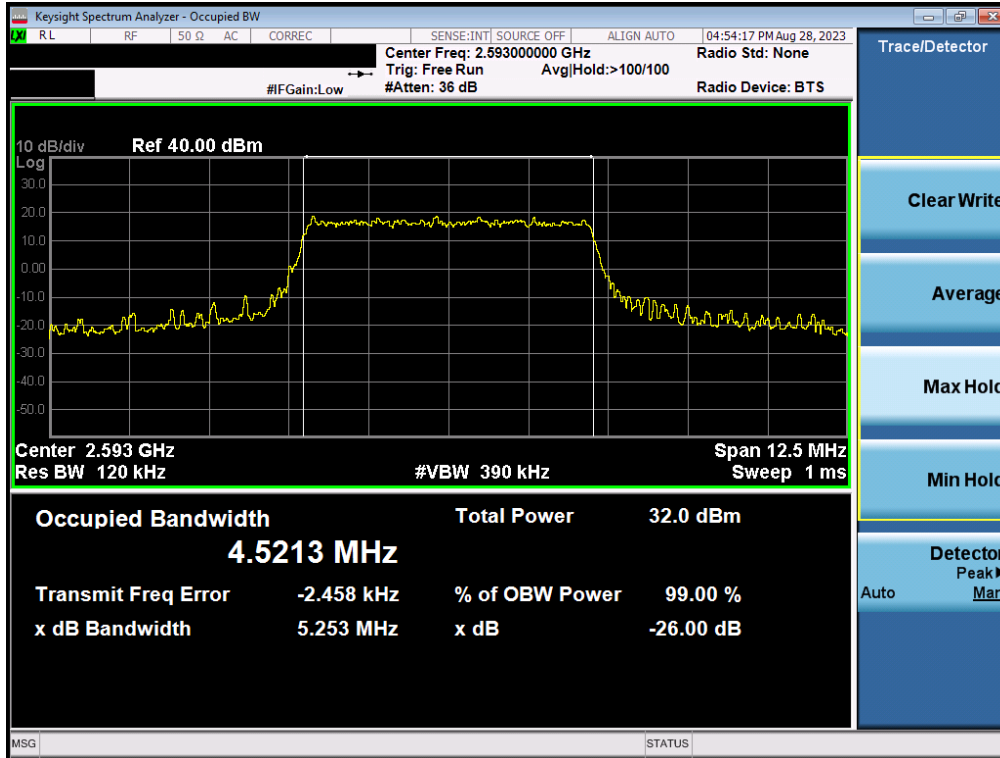 Keysight Spectrum Analyzer - Occupied BW
LXI RL RF 50 Ω AC CORREC SENSE:INT SOURCE OFF ALIGN AUTO 04:54:17 PM Aug 28, 2023
Center Freq: 2.593000000 GHz Radio Std: None
Trig: Free Run Avg|Hold:>100/100
#IFGain:Low #Atten: 36 dB Radio Device: BTS
Trace/Detector
10 dB/div Ref 40.00 dBm
Log
30.0
20.0
10.0
0.00
-10.0
-20.0
-30.0
-40.0
-50.0
Center 2.593 GHz Span 12.5 MHz
Res BW 120 kHz #VBW 390 kHz Sweep 1 ms
Occupied Bandwidth Total Power 32.0 dBm
4.5213 MHz
Transmit Freq Error -2.458 kHz % of OBW Power 99.00 %
x dB Bandwidth 5.253 MHz x dB -26.00 dB
Clear Write
Average
Max Hold
Min Hold
Detector
Peak
Auto Man
MSG STATUS